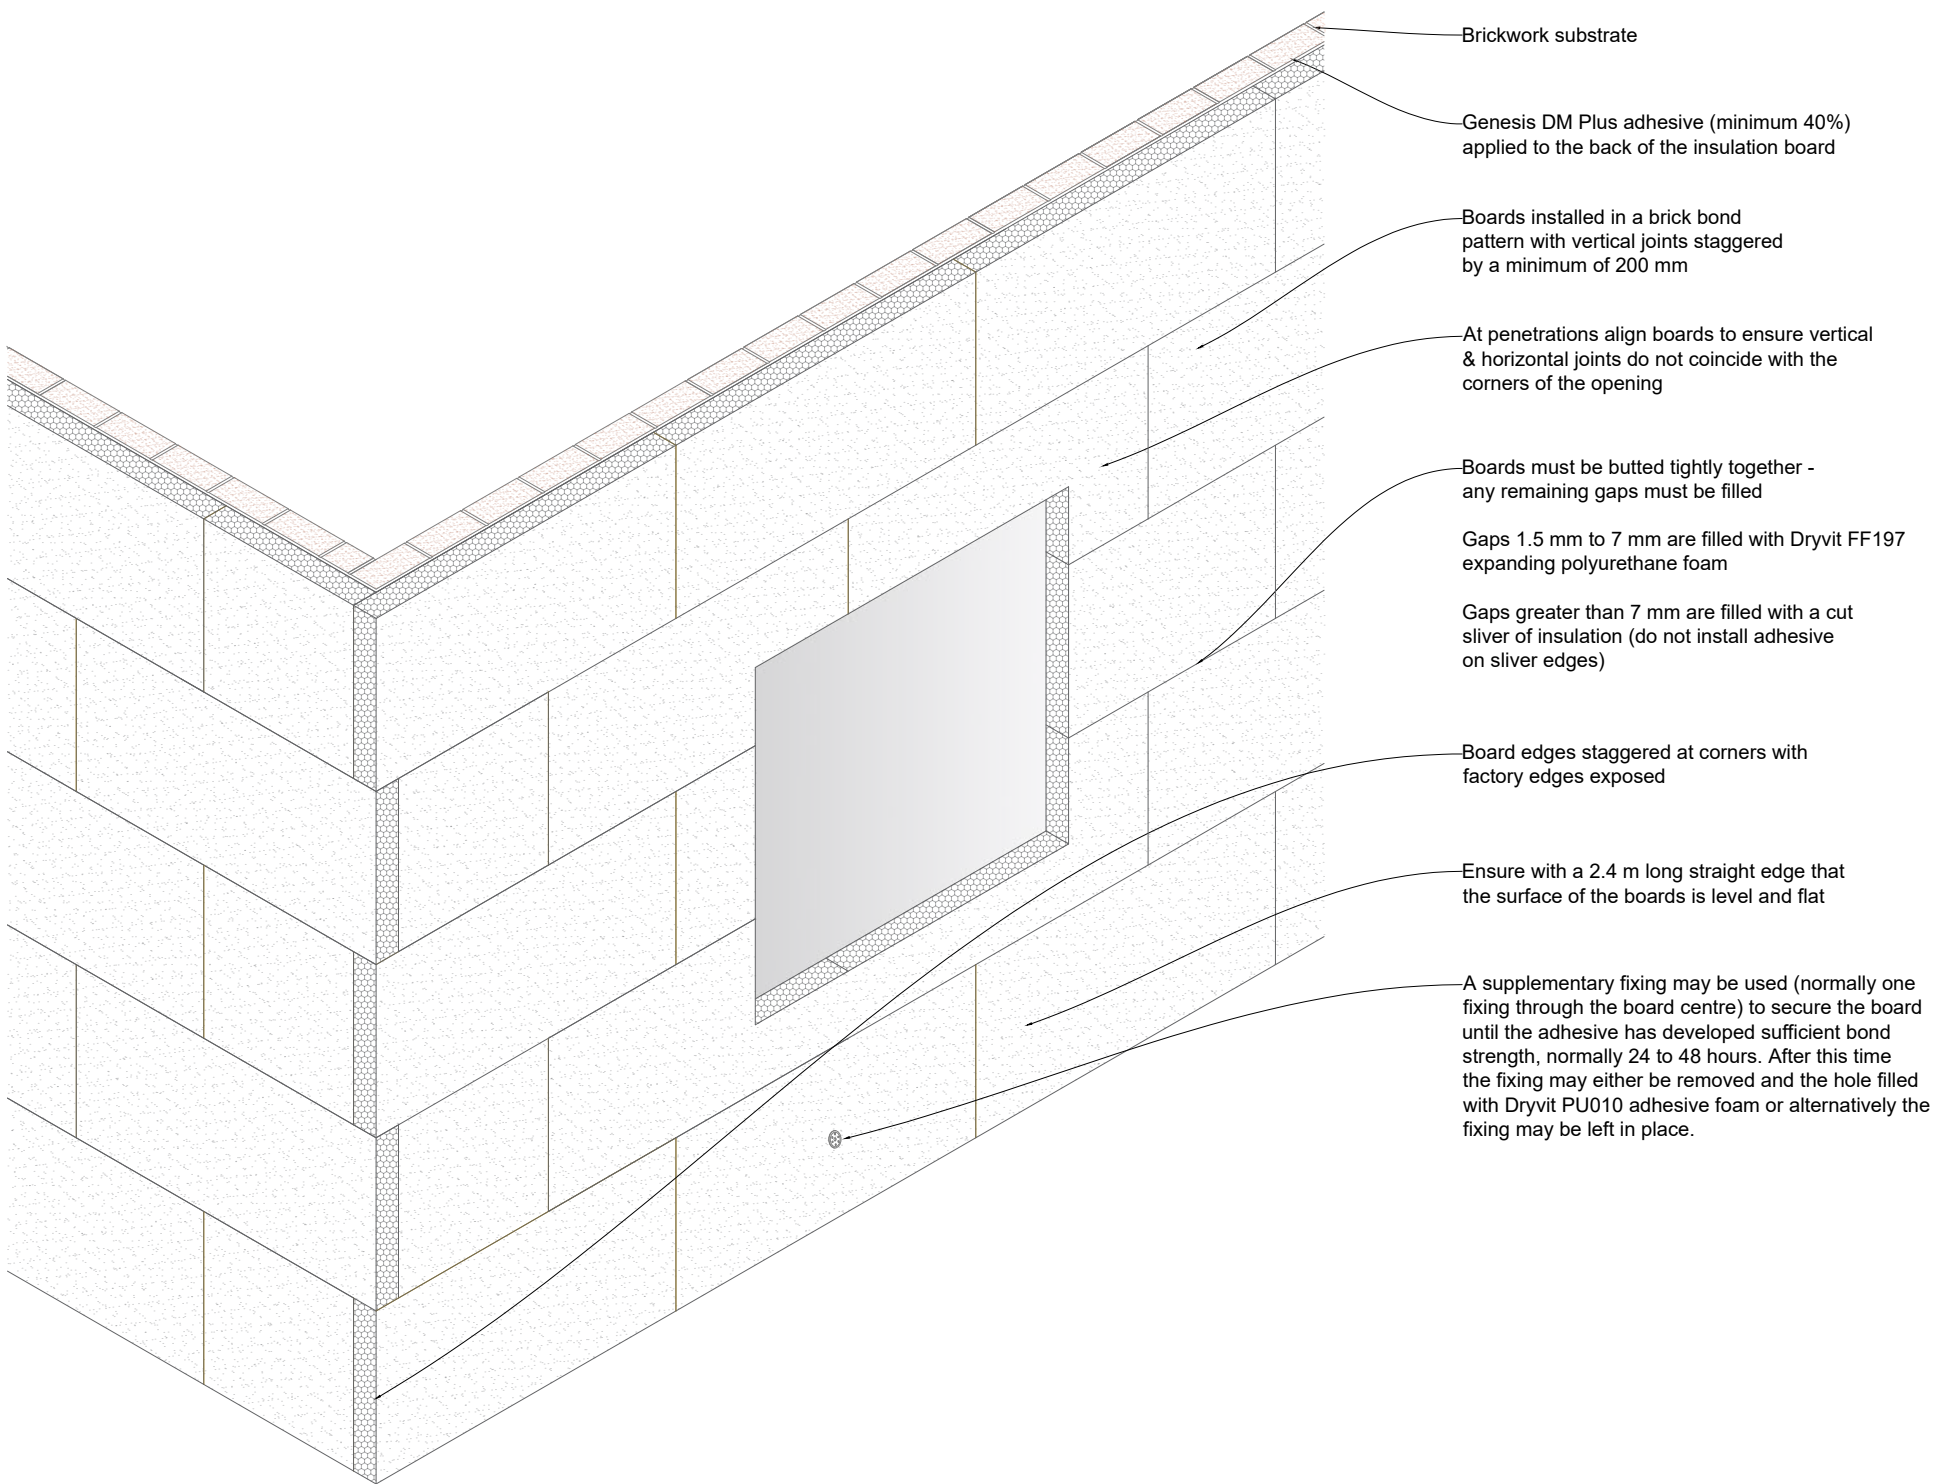 Brickwork substrate
Genesis DM Plus adhesive (minimum 40%)
applied to the back of the insulation board
Boards installed in a brick bond
pattern with vertical joints staggered
by a minimum of 200 mm
At penetrations align boards to ensure vertical
& horizontal joints do not coincide with the
corners of the opening
Boards must be butted tightly together -
any remaining gaps must be filled
Gaps 1.5 mm to 7 mm are filled with Dryvit FF197
expanding polyurethane foam
Gaps greater than 7 mm are filled with a cut
sliver of insulation (do not install adhesive
on sliver edges)
Board edges staggered at corners with
factory edges exposed
Ensure with a 2.4 m long straight edge that
the surface of the boards is level and flat
A supplementary fixing may be used (normally one
fixing through the board centre) to secure the board
until the adhesive has developed sufficient bond
strength, normally 24 to 48 hours. After this time
the fixing may either be removed and the hole filled
with Dryvit PU010 adhesive foam or alternatively the
fixing may be left in place.